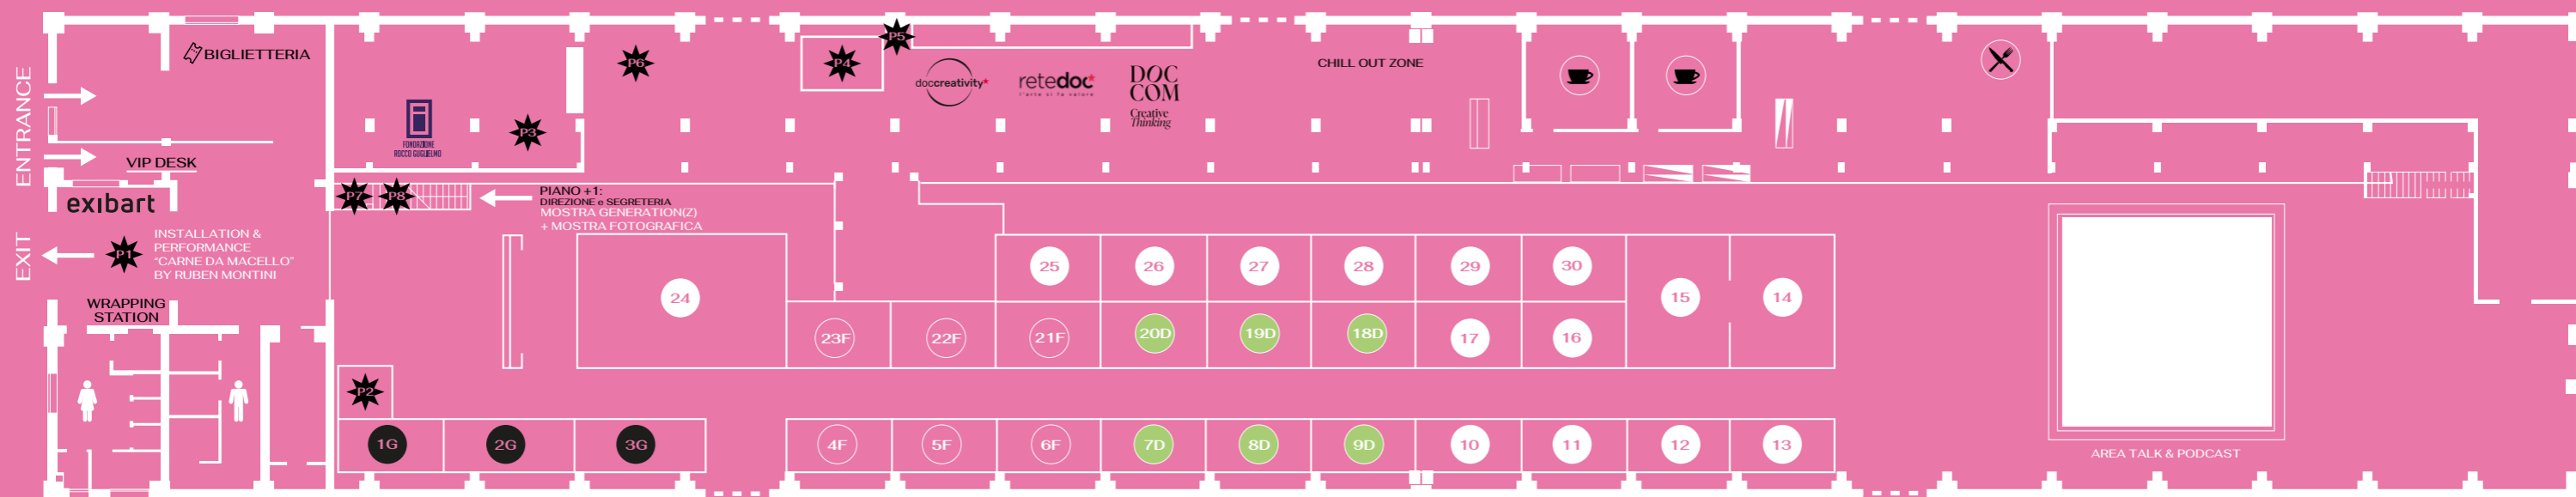 ENTRANCE
BIGLIETTERIA
VIP DESK
exibart
EXIT
P1
INSTALLATION &
PERFORMANCE
“CARNE DA MACELLO”
BY RUBEN MONTINI
WRAPPING
STATION
FONDAZIONE
ROCCO GUGLIELMO
P3
P6
P4
P5
doccreativity*
retedoc*
l'arte si fa valore
DOC
COM
Creative
Thinking
CHILL OUT ZONE
P7
P8
PIANO +1:
DIREZIONE e SEGRETERIA
MOSTRA GENERATION(Z)
+ MOSTRA FOTOGRAFICA
25
26
27
28
29
30
15
14
24
23F
22F
21F
20D
19D
18D
17
16
P2
1G
2G
3G
4F
5F
6F
7D
8D
9D
10
11
12
13
AREA TALK & PODCAST